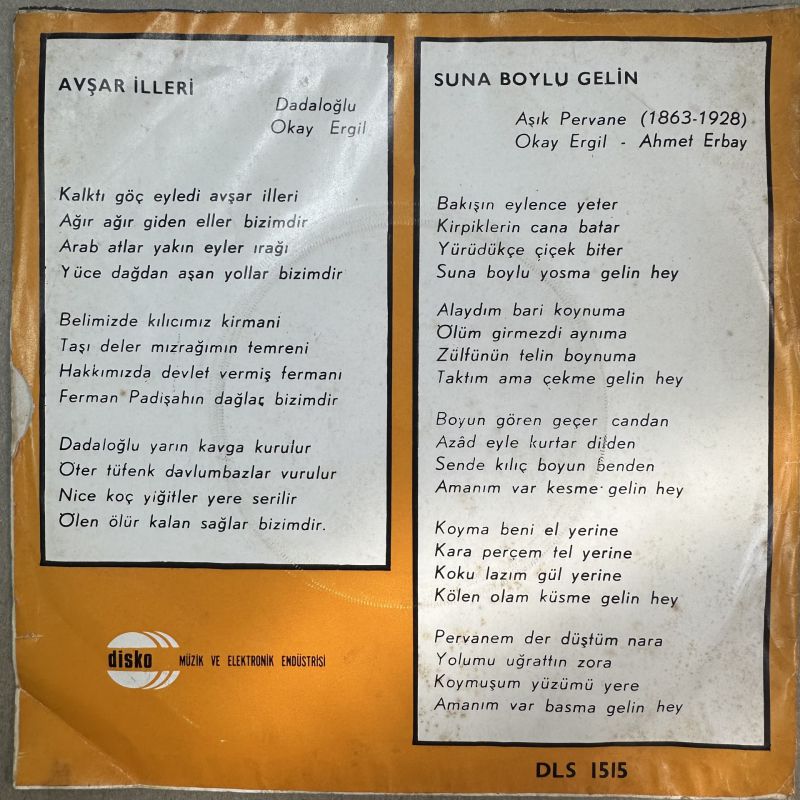 AVŞAR İLLERİ
Dadaloğlu
Okay Ergil
Kalktı göç eyledi avşar illeri
Ağır ağır giden eller bizimdir
Arab atlar yakın eyler ırağı
Yüce dağdan aşan yollar bizimdir
Belimizde kılıcımız kirmani
Taşı deler mızrağımın temreni
Hakkımızda devlet vermiş fermanı
Ferman Padişahın dağlar bizimdir
Dadaloğlu yarın kavga kurulur
Öter tüfenk davlumbazlar vurulur
Nice koç yiğitler yere serilir
Ölen ölür kalan sağlar bizimdir.
disko MÜZİK VE ELEKTRONİK ENDÜSTRİSİ
SUNA BOYLU GELİN
Aşık Pervane (1863-1928)
Okay Ergil - Ahmet Erbay
Bakışın eylence yeter
Kirpiklerin cana batar
Yürüdükçe çiçek biter
Suna boylu yosma gelin hey
Alaydım bari koynuma
Ölüm girmezdi aynıma
Zülfünün telin boynuma
Taktım ama çekme gelin hey
Boyun gören geçer candan
Azâd eyle kurtar dilden
Sende kılıç boyun benden
Amanım var kesme gelin hey
Koyma beni el yerine
Kara perçem tel yerine
Koku lazım gül yerine
Kölen olam küsme gelin hey
Pervanem der düştüm nara
Yolumu uğrattın zora
Koymuşum yüzümü yere
Amanım var basma gelin hey
DLS 1515